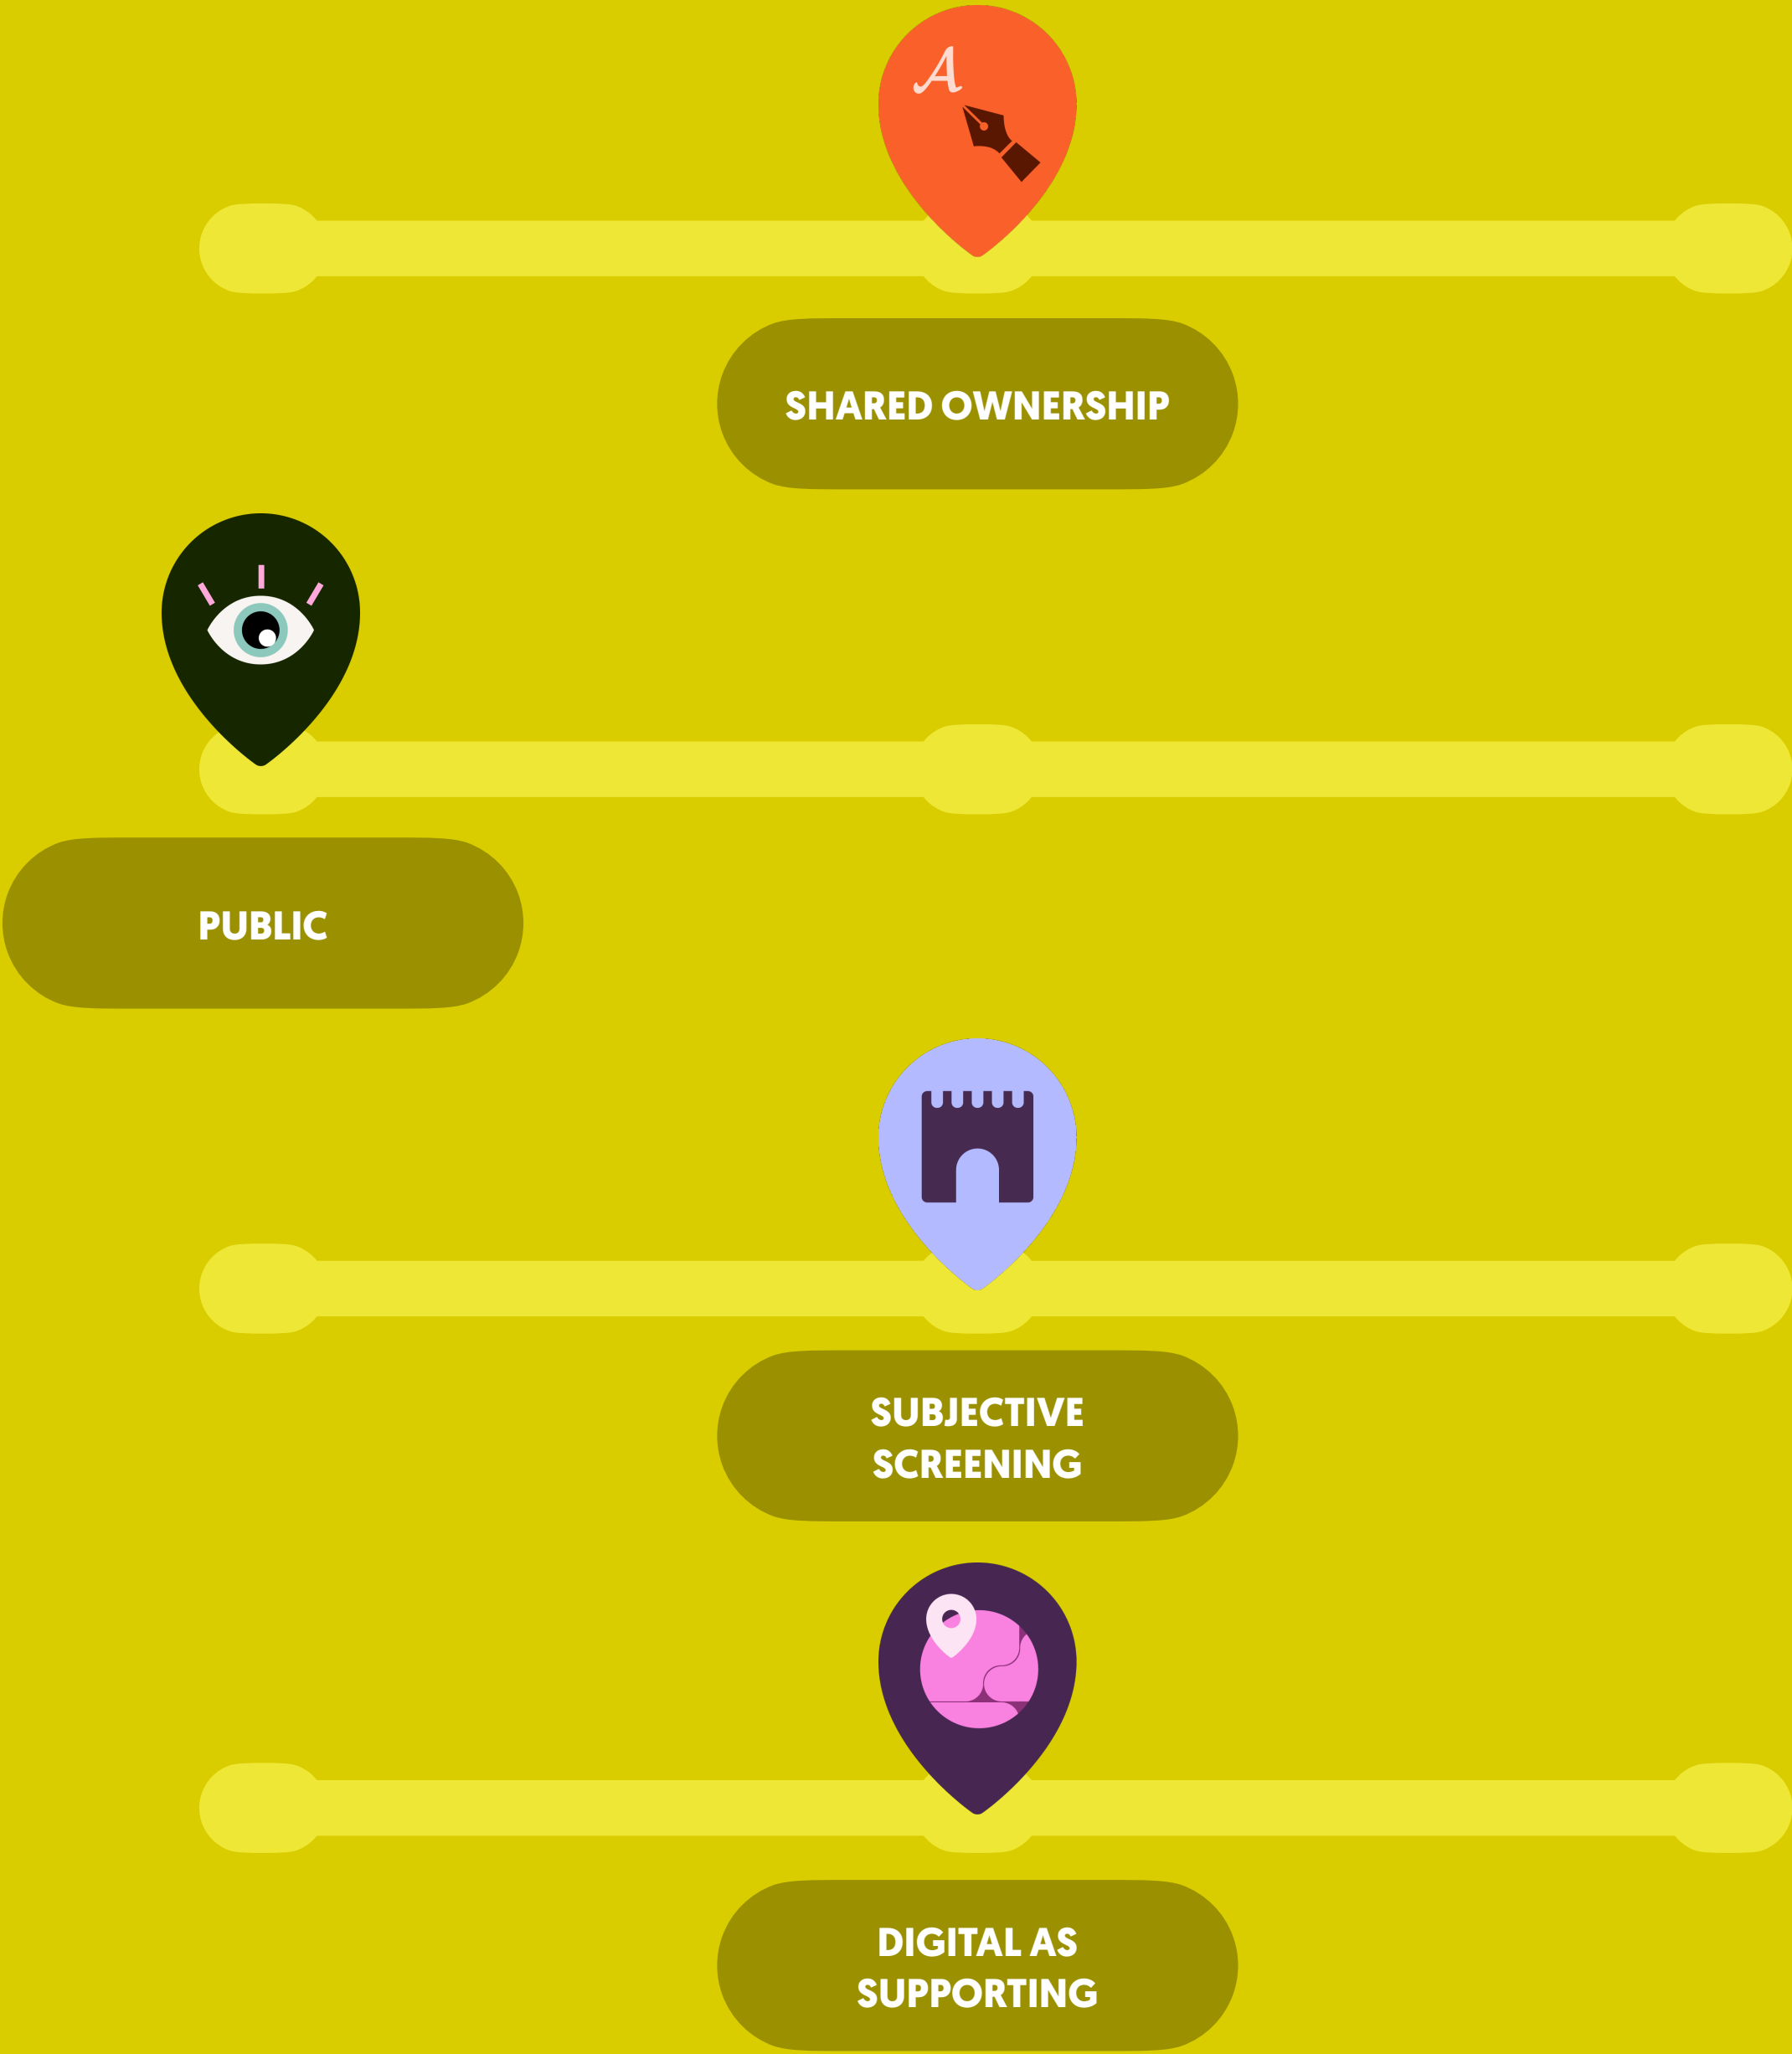 A
SHARED OWNERSHIP
PUBLIC
SUBJECTIVE
SCREENING
DIGITAL AS
SUPPORTING